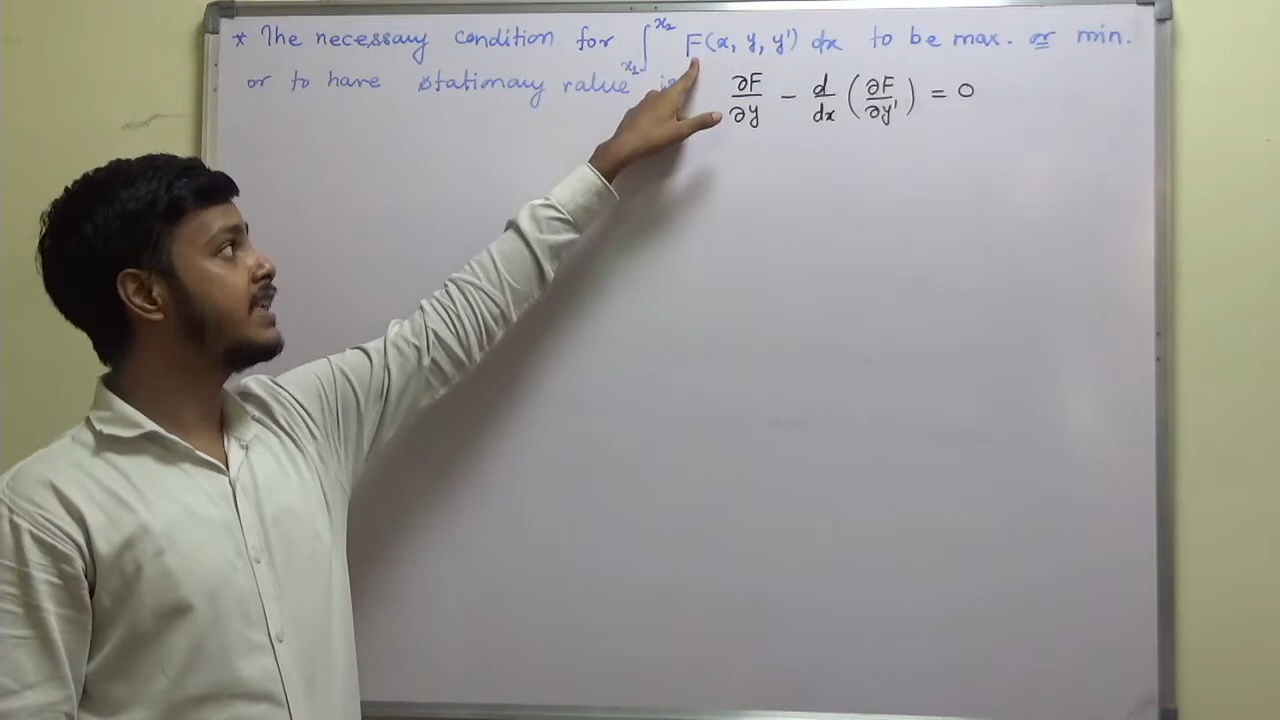 * The necessary condition for ∫_{x₁}^{x₂} F(x, y, y') dx to be max. or min.
or to have stationary value is ∂F/∂y − d/dx (∂F/∂y') = 0